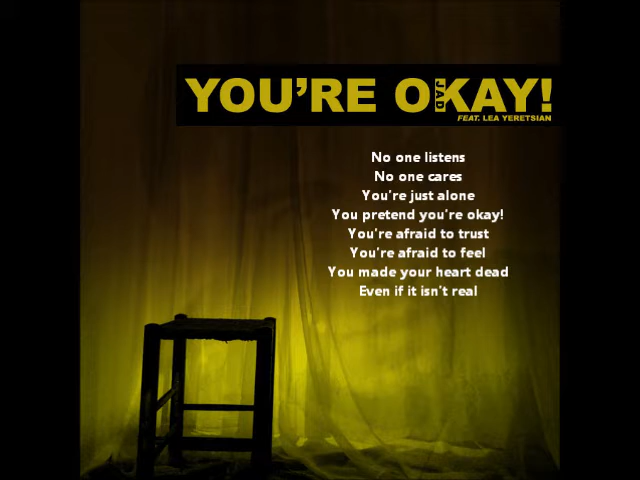 YOU'RE OKAY!
JAD
FEAT. LEA YERETSIAN
No one listens
No one cares
You're just alone
You pretend you're okay!
You're afraid to trust
You're afraid to feel
You made your heart dead
Even if it isn't real